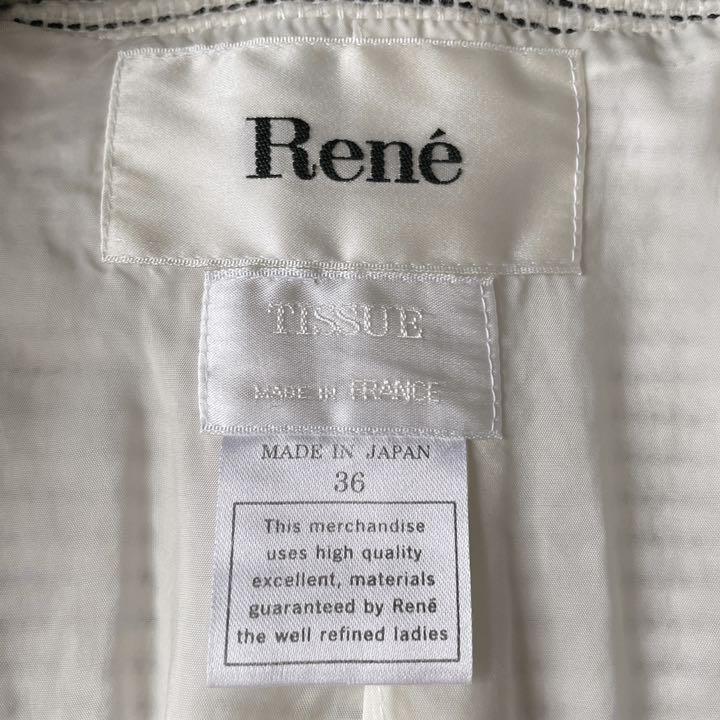 René
TISSUE
MADE IN FRANCE
MADE IN JAPAN
36
This merchandise
uses high quality
excellent, materials
guaranteed by René
the well refined ladies